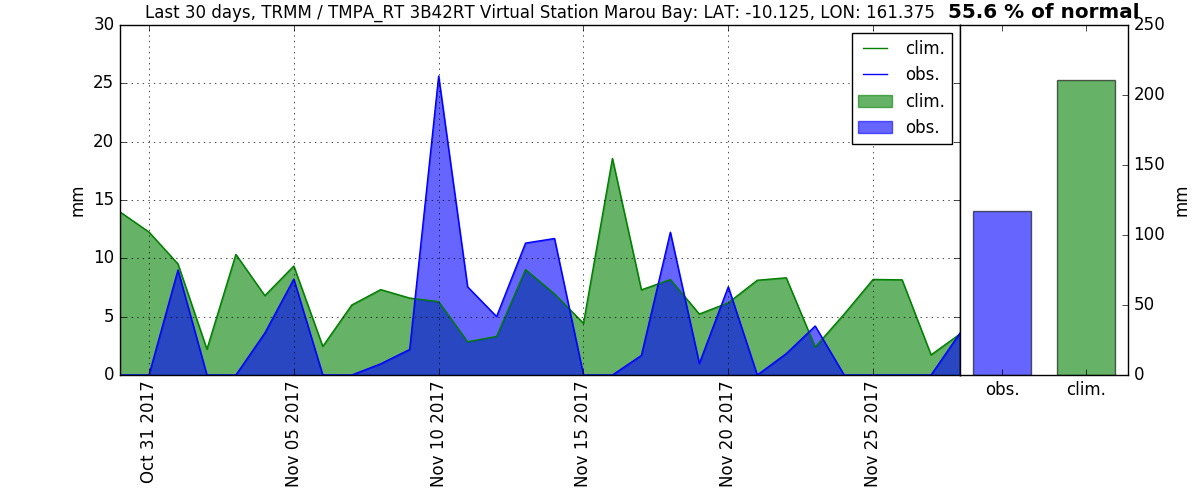 Last 30 days, TRMM / TMPA_RT 3B42RT Virtual Station Marou Bay: LAT: -10.125, LON: 161.375
55.6 % of normal
30
25
20
15
10
5
0
mm
clim.
obs.
clim.
obs.
250
200
150
100
50
0
mm
obs.
clim.
Oct 31 2017
Nov 05 2017
Nov 10 2017
Nov 15 2017
Nov 20 2017
Nov 25 2017